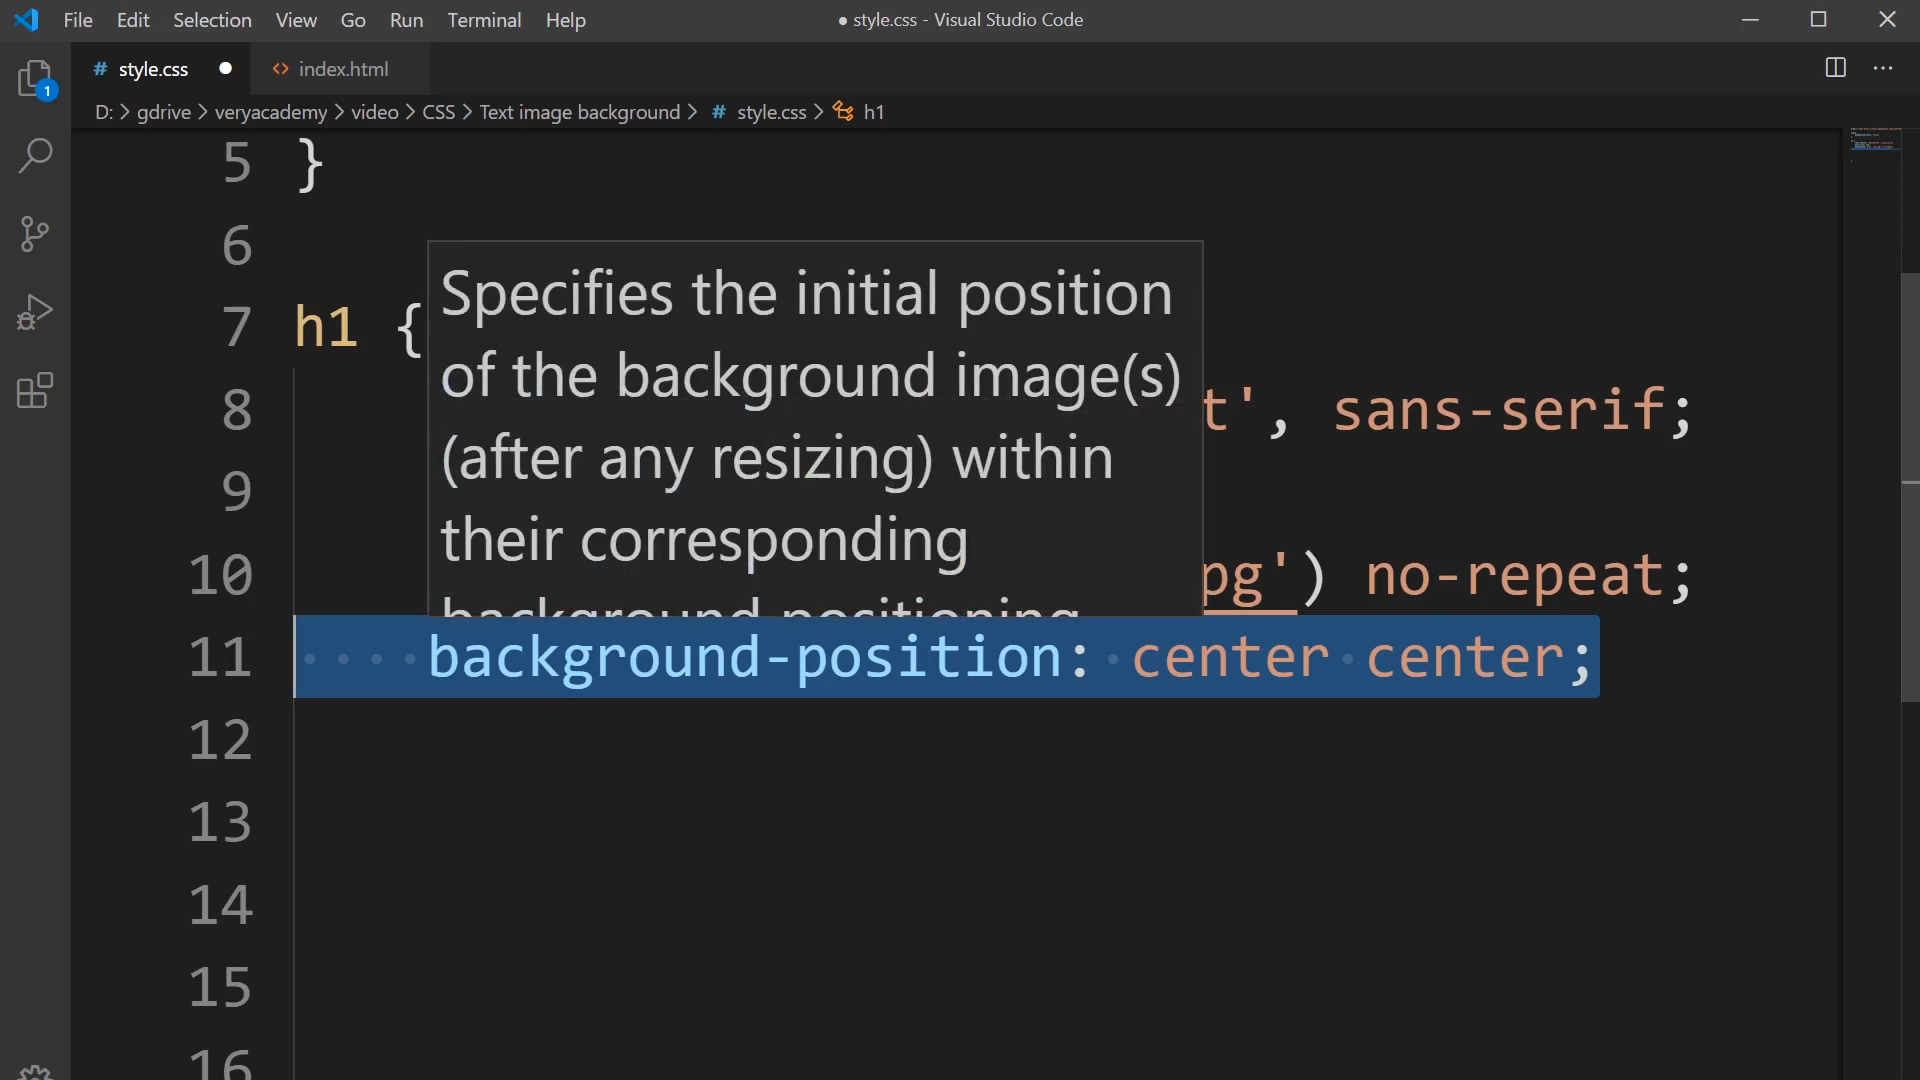 File Edit Selection View Go Run Terminal Help
● style.css - Visual Studio Code
# style.css ● <> index.html
1
D: > gdrive > veryacademy > video > CSS > Text image background > # style.css > h1
5 }
6
7 h1 {
8 t', sans-serif;
9
10 pg') no-repeat;
Specifies the initial position
of the background image(s)
(after any resizing) within
their corresponding
background positioning
11 background-position: center center;
12
13
14
15
16